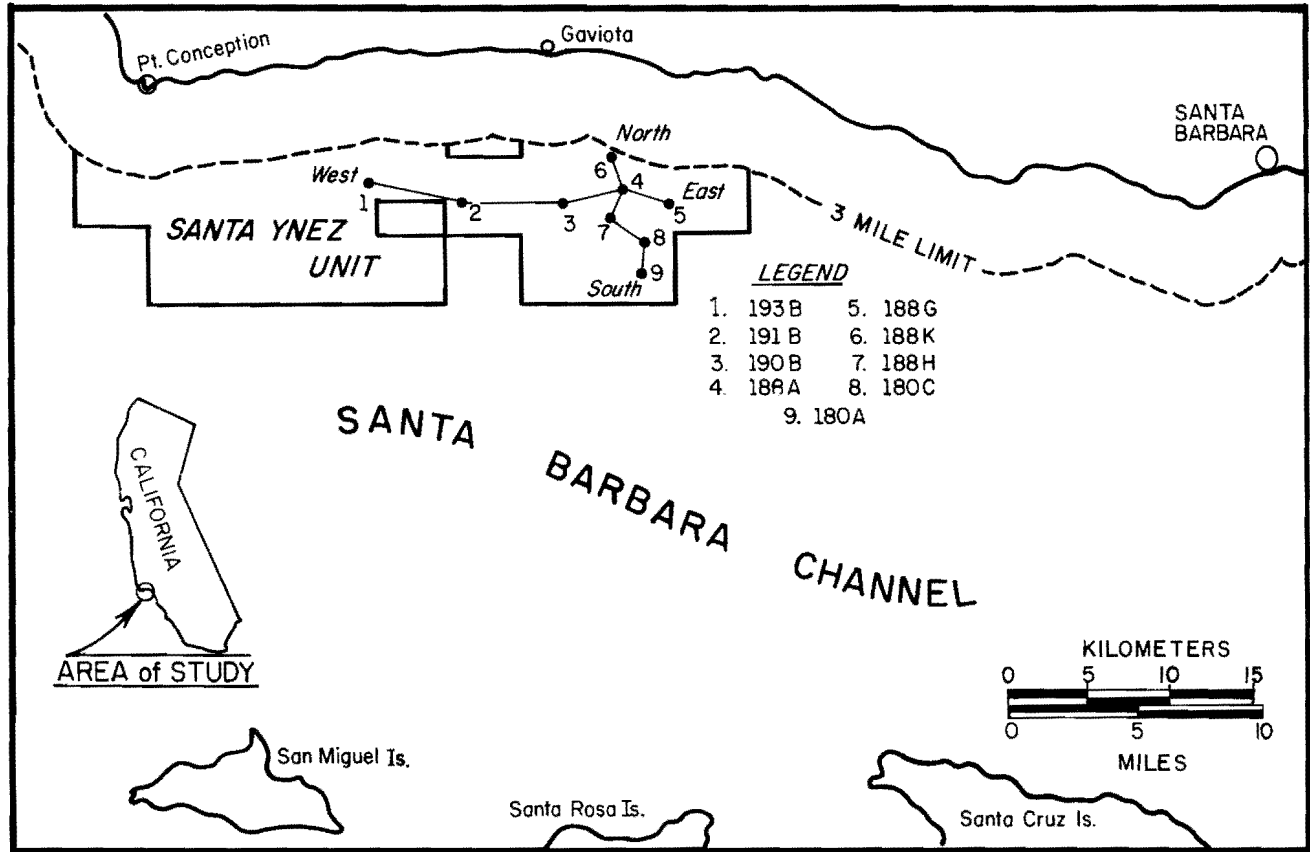 Pt. Conception
Gaviota
SANTA
BARBARA
North
6
West
4
East
1
2
3
5
7
3 MILE LIMIT
SANTA YNEZ
UNIT
8
9
South
LEGEND
1. 193B 5. 188G
2. 191B 6. 188K
3. 190B 7. 188H
4. 188A 8. 180C
9. 180A
SANTA
BARBARA
CHANNEL
CALIFORNIA
AREA of STUDY
KILOMETERS
0 5 10 15
0 5 10
MILES
San Miguel Is.
Santa Rosa Is.
Santa Cruz Is.